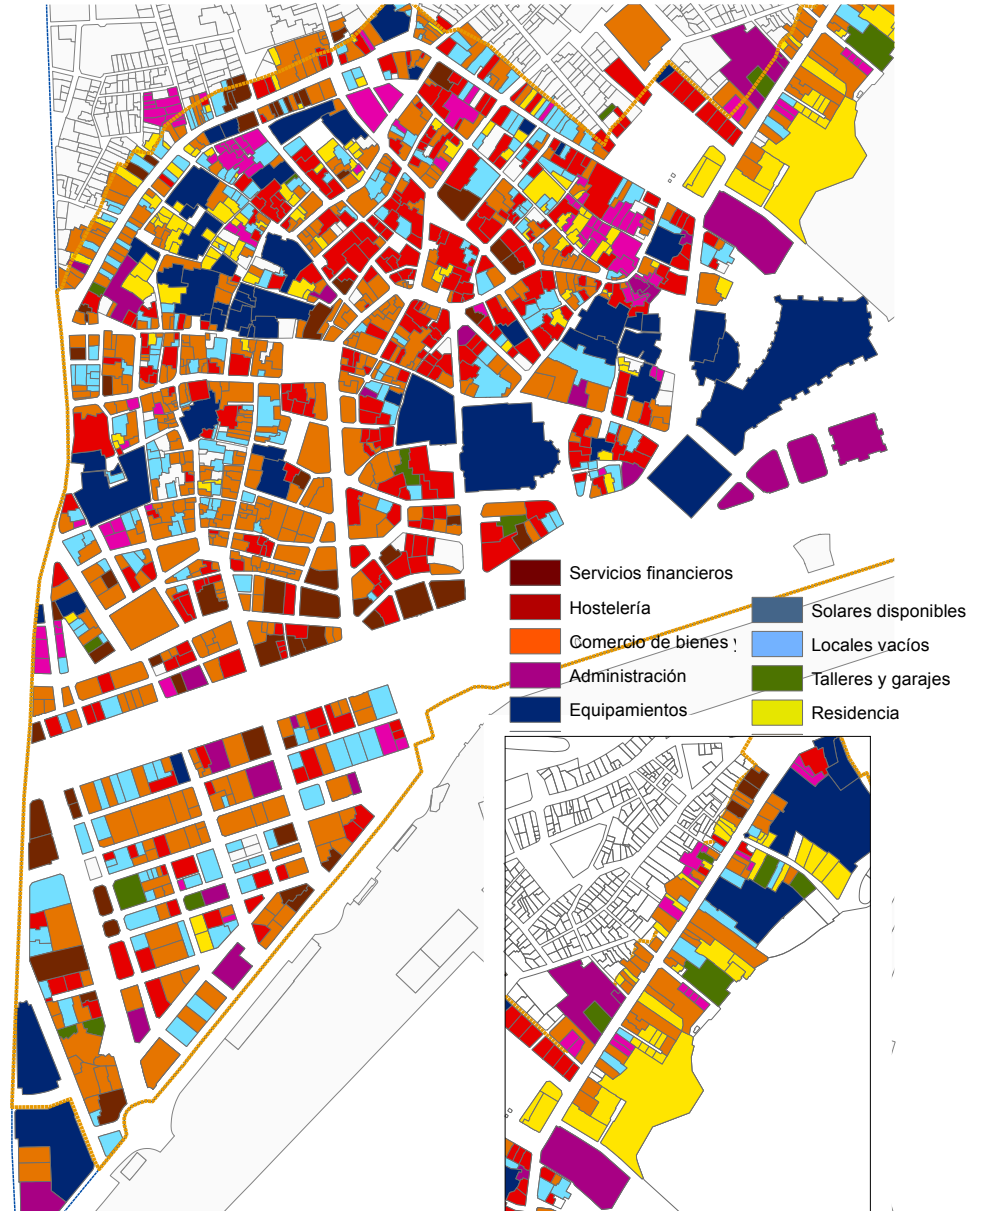 Servicios financieros
Hostelería
Comercio de bienes y
Administración
Equipamientos
Solares disponibles
Locales vacíos
Talleres y garajes
Residencia